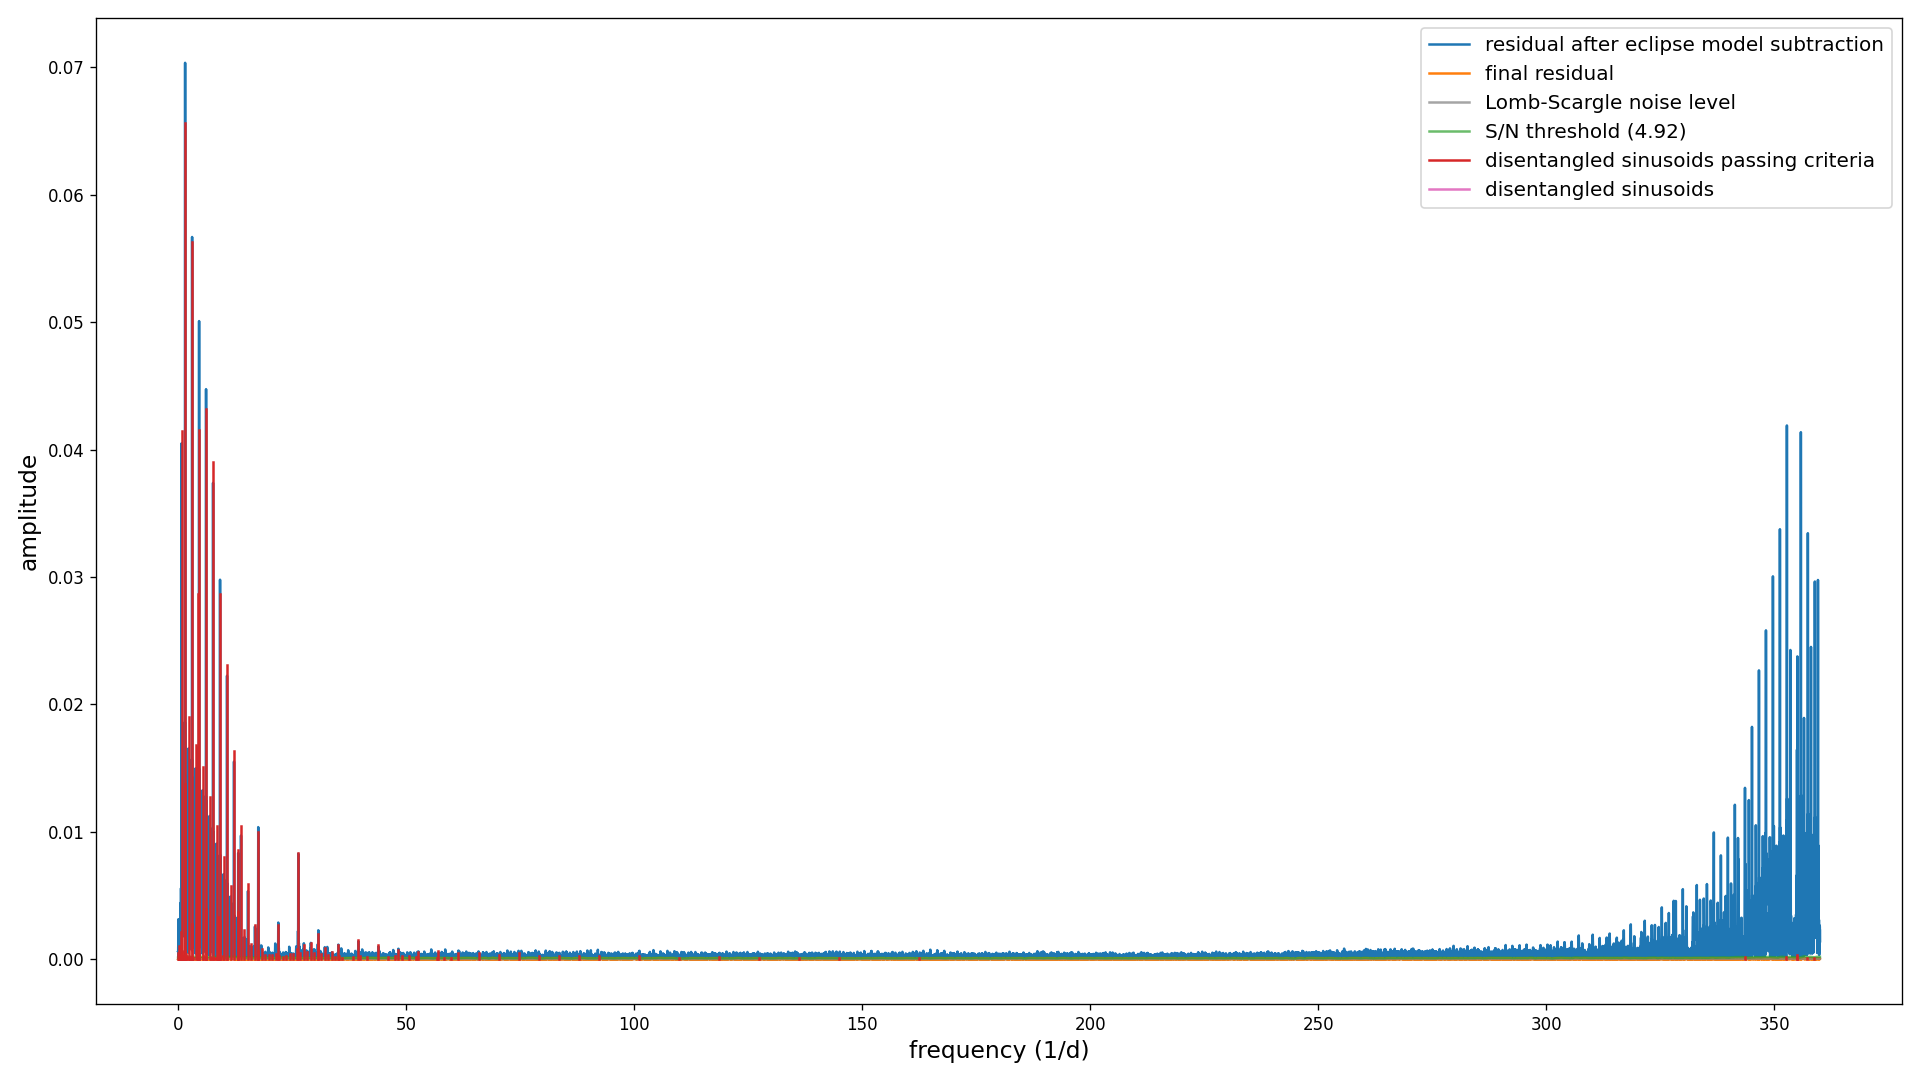 residual after eclipse model subtraction
final residual
Lomb-Scargle noise level
S/N threshold (4.92)
disentangled sinusoids passing criteria
disentangled sinusoids
0.07
0.06
0.05
0.04
0.03
0.02
0.01
0.00
amplitude
0 50 100 150 200 250 300 350
frequency (1/d)